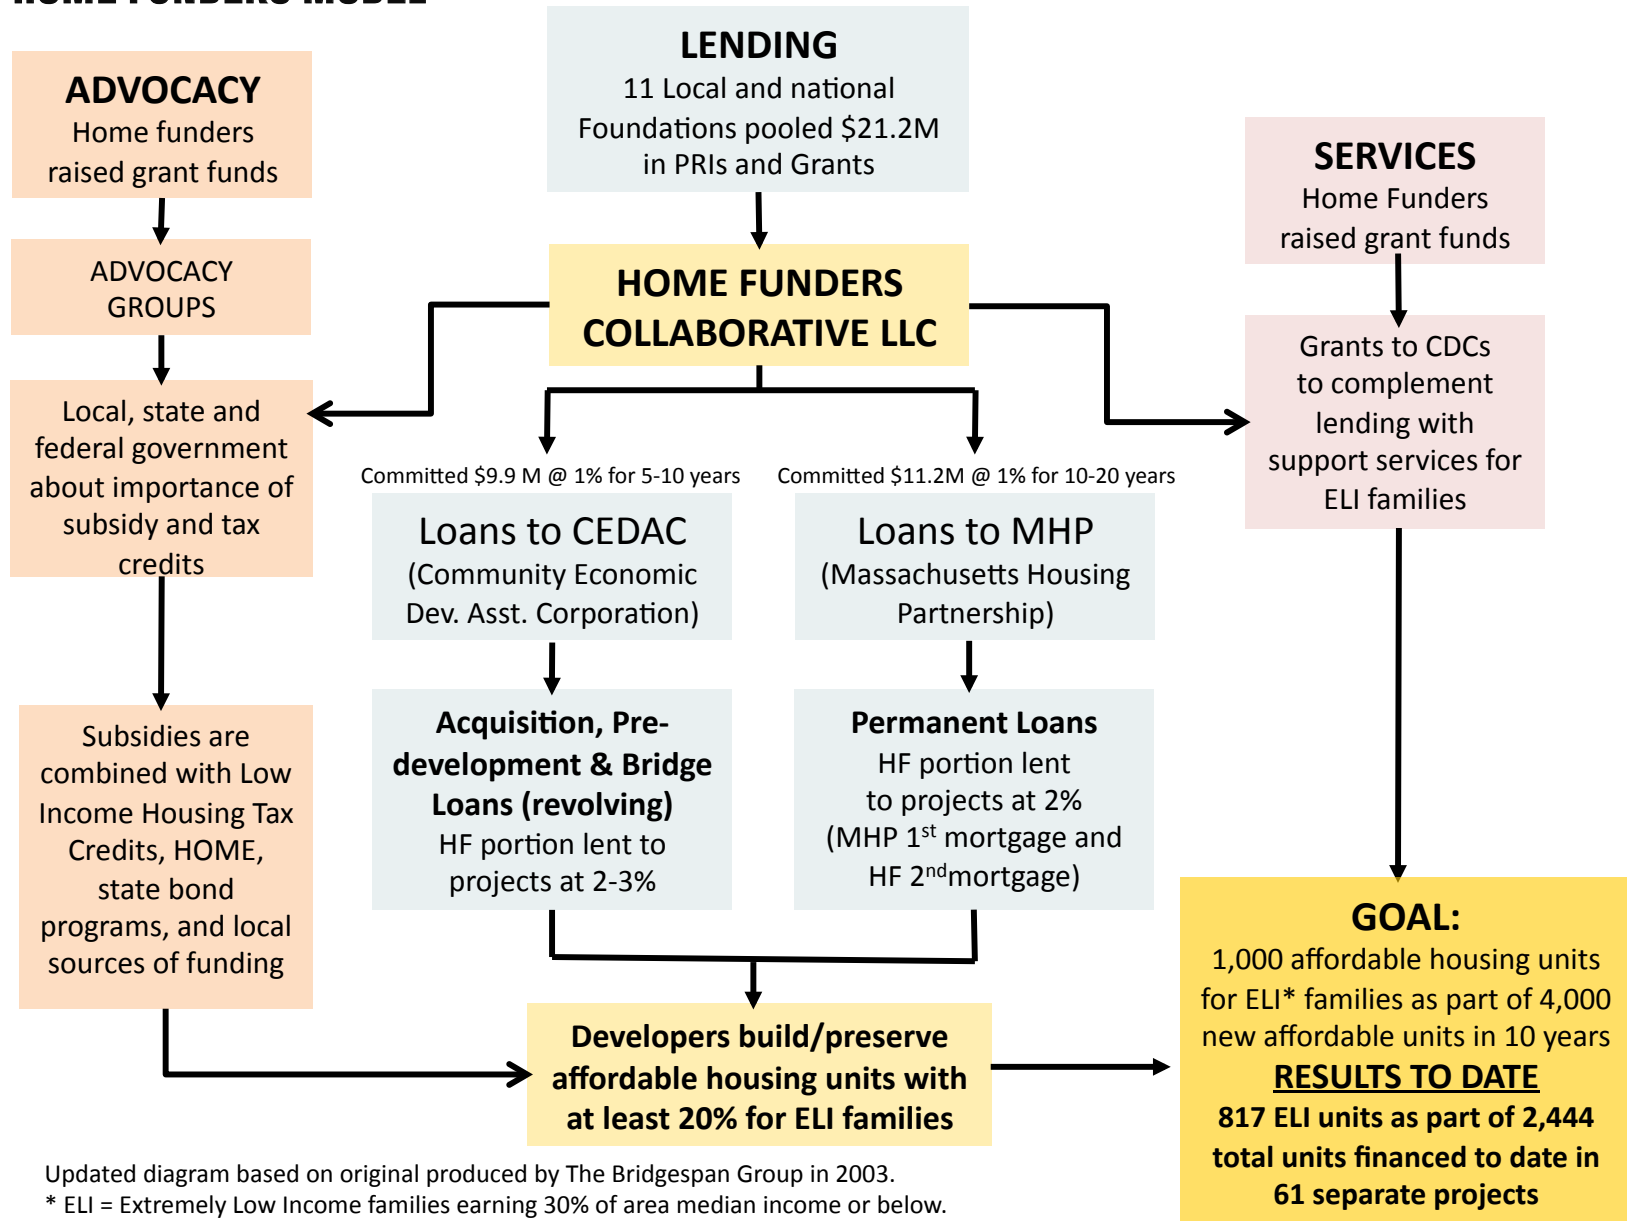 HOME FUNDERS MODEL
ADVOCACY
Home funders
raised grant funds
ADVOCACY
GROUPS
Local, state and
federal government
about importance of
subsidy and tax
credits
Subsidies are
combined with Low
Income Housing Tax
Credits, HOME,
state bond
programs, and local
sources of funding
LENDING
11 Local and national
Foundations pooled $21.2M
in PRIs and Grants
HOME FUNDERS
COLLABORATIVE LLC
Committed $9.9 M @ 1% for 5-10 years
Loans to CEDAC
(Community Economic
Dev. Asst. Corporation)
Acquisition, Pre-
development & Bridge
Loans (revolving)
HF portion lent to
projects at 2-3%
Committed $11.2M @ 1% for 10-20 years
Loans to MHP
(Massachusetts Housing
Partnership)
Permanent Loans
HF portion lent
to projects at 2%
(MHP 1st mortgage and
HF 2ndmortgage)
Developers build/preserve
affordable housing units with
at least 20% for ELI families
SERVICES
Home Funders
raised grant funds
Grants to CDCs
to complement
lending with
support services for
ELI families
GOAL:
1,000 affordable housing units
for ELI* families as part of 4,000
new affordable units in 10 years
RESULTS TO DATE
817 ELI units as part of 2,444
total units financed to date in
61 separate projects
Updated diagram based on original produced by The Bridgespan Group in 2003.
* ELI = Extremely Low Income families earning 30% of area median income or below.